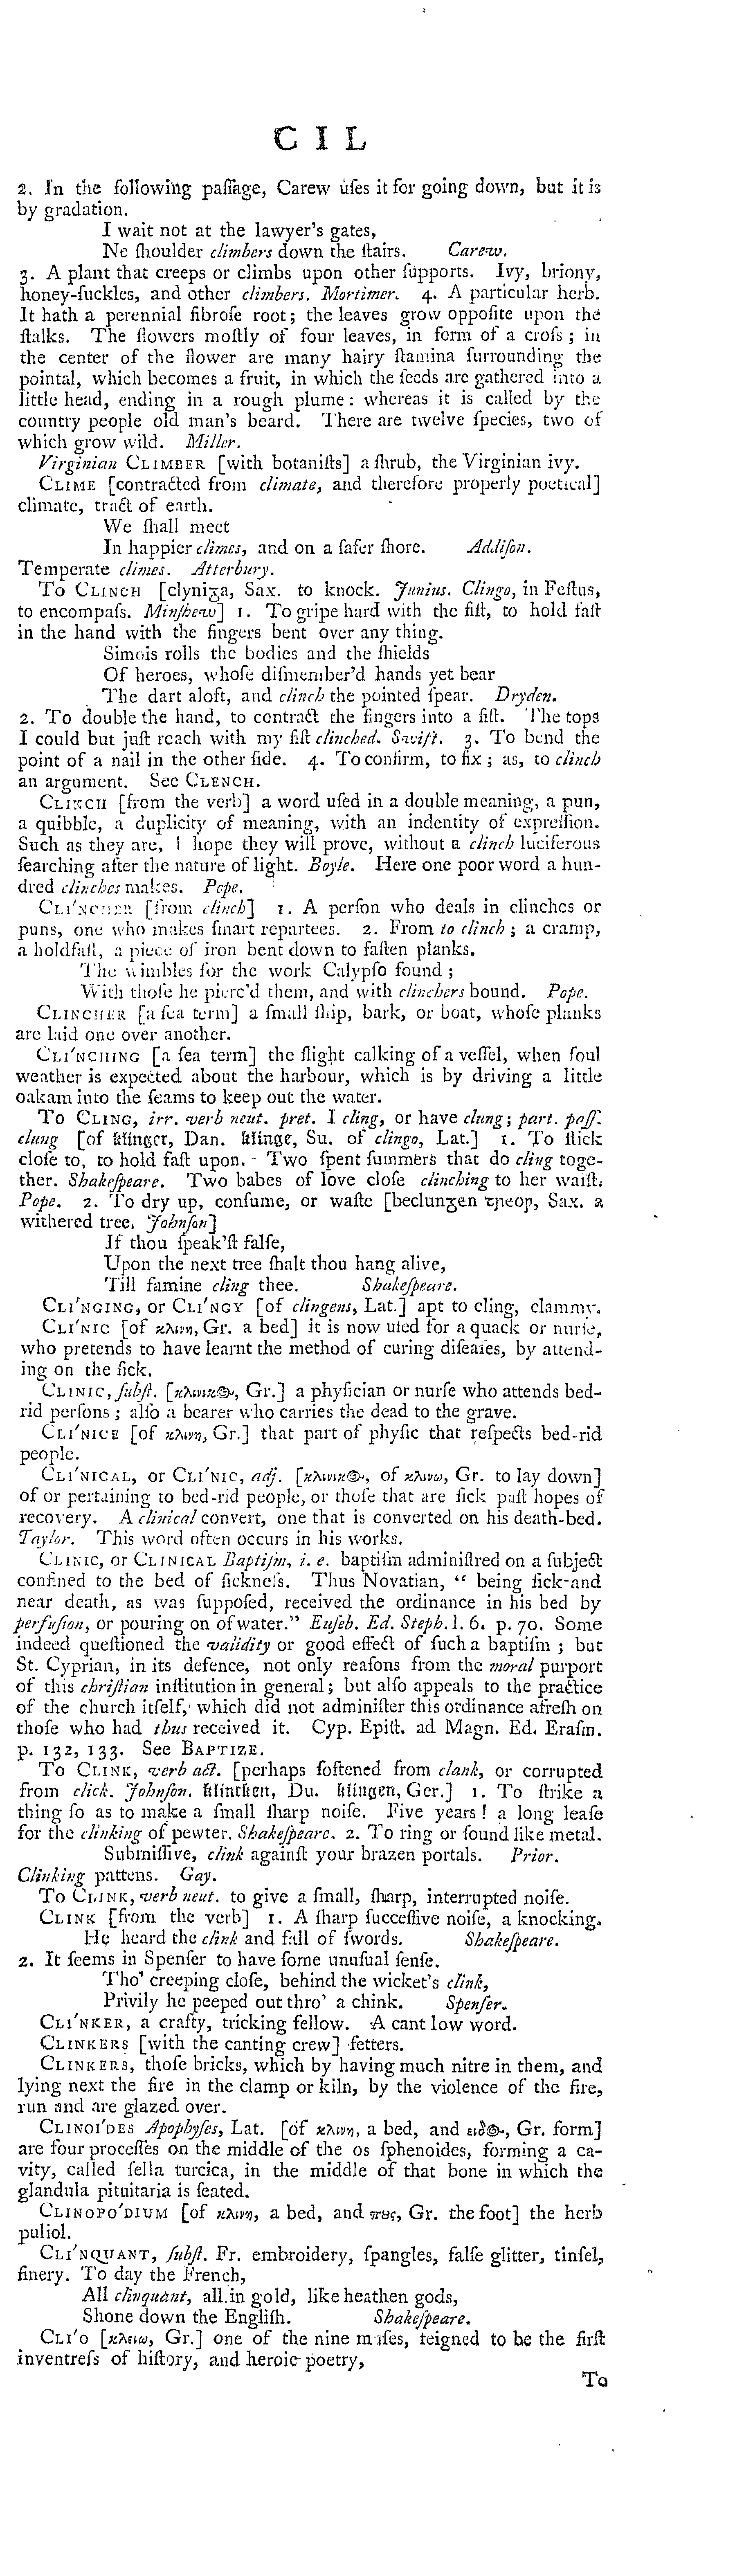 C I L
2. In the following paſſage, Carew uſes it for going down, but it is
by gradation.
I wait not at the lawyer's gates,
Ne ſhoulder climbers down the ſtairs. Carew.
3. A plant that creeps or climbs upon other ſupports. Ivy, briony,
honey-ſuckles, and other climbers. Mortimer. 4. A particular herb.
It hath a perennial fibroſe root; the leaves grow oppoſite upon the
ſtalks. The flowers moſtly of four leaves, in form of a croſs; in
the center of the flower are many hairy ſtamina ſurrounding the
pointal, which becomes a fruit, in which the ſeeds are gathered into a
little head, ending in a rough plume: whereas it is called by the
country people old man's beard. There are twelve ſpecies, two of
which grow wild. Miller.
Virginian CLIMBER [with botaniſts] a ſhrub, the Virginian ivy.
CLIME [contracted from climate, and therefore properly poetical]
climate, tract of earth.
We ſhall meet
In happier climes, and on a ſafer ſhore. Addiſon.
Temperate climes. Atterbury.
To CLINCH [clyniga, Sax. to knock. Junius. Clingo, in Feſtus,
to encompaſs. Minſhew] 1. To gripe hard with the fiſt, to hold faſt
in the hand with the fingers bent over any thing.
Simois rolls the bodies and the ſhields
Of heroes, whoſe diſmember'd hands yet bear
The dart aloft, and clinch the pointed ſpear. Dryden.
2. To double the hand, to contract the fingers into a fiſt. The tops
I could but juſt reach with my fiſt clinched. Swift. 3. To bend the
point of a nail in the other ſide. 4. To confirm, to fix; as, to clinch
an argument. See CLENCH.
CLINCH [from the verb] a word uſed in a double meaning, a pun,
a quibble, a duplicity of meaning, with an indentity of expreſſion.
Such as they are, I hope they will prove, without a clinch luciferous
ſearching after the nature of light. Boyle. Here one poor word a hun-
dred clinches makes. Pope.
CLI'NCHER [from clinch] 1. A perſon who deals in clinches or
puns, one who makes ſmart repartees. 2. From to clinch; a cramp,
a holdfaſt, a piece of iron bent down to faſten planks.
The wimbles for the work Calypſo found;
With thoſe he pierc'd them, and with clinchers bound. Pope.
CLINCHER [a ſea term] a ſmall ſhip, bark, or boat, whoſe planks
are laid one over another.
CLI'NCHING [a ſea term] the ſlight calking of a veſſel, when foul
weather is expected about the harbour, which is by driving a little
oakam into the ſeams to keep out the water.
To CLING, irr. verb neut. pret. I cling, or have clung; part. paſſ.
clung [of klinger, Dan. klinge, Su. of clingo, Lat.] 1. To ſtick
cloſe to, to hold faſt upon. Two ſpent ſummers that do cling toge-
ther. Shakeſpeare. Two babes of love cloſe clinching to her waiſt.
Pope. 2. To dry up, conſume, or waſte [beclungen treow, Sax. a
withered tree. Johnſon]
If thou ſpeak'ſt falſe,
Upon the next tree ſhalt thou hang alive,
Till famine cling thee. Shakeſpeare.
CLI'NGING, or CLI'NGY [of clingens, Lat.] apt to cling, clammy.
CLI'NIC [of κλινη, Gr. a bed] it is now uſed for a quack or nurſe,
who pretends to have learnt the method of curing diſeaſes, by attend-
ing on the ſick.
CLINIC, ſubſt. [κλινικος, Gr.] a phyſician or nurſe who attends bed-
rid perſons; alſo a bearer who carries the dead to the grave.
CLI'NICE [of κλινη, Gr.] that part of phyſic that reſpects bed-rid
people.
CLI'NICAL, or CLI'NIC, adj. [κλινικος, of κλινω, Gr. to lay down]
of or pertaining to bed-rid people, or thoſe that are ſick paſt hopes of
recovery. A clinical convert, one that is converted on his death-bed.
Taylor. This word often occurs in his works.
CLINIC, or CLINICAL Baptiſm, i. e. baptiſm adminiſtred on a ſubject
confined to the bed of ſickneſs. Thus Novatian, “ being ſick and
near death, as was ſuppoſed, received the ordinance in his bed by
perfuſion, or pouring on of water.” Euſeb. Ed. Steph. l. 6. p. 70. Some
indeed queſtioned the validity or good effect of ſuch a baptiſm; but
St. Cyprian, in its defence, not only reaſons from the moral purport
of this chriſtian inſtitution in general; but alſo appeals to the practice
of the church itſelf, which did not adminiſter this ordinance afreſh on
thoſe who had thus received it. Cyp. Epiſt. ad Magn. Ed. Eraſm.
p. 132, 133. See BAPTIZE.
To CLINK, verb act. [perhaps ſoftened from clank, or corrupted
from click. Johnſon. klincken, Du. klingen, Ger.] 1. To ſtrike a
thing ſo as to make a ſmall ſharp noiſe. Five years! a long leaſe
for the clinking of pewter. Shakeſpeare. 2. To ring or ſound like metal.
Submiſſive, clink againſt your brazen portals. Prior.
Clinking pattens. Gay.
To CLINK, verb neut. to give a ſmall, ſharp, interrupted noiſe.
CLINK [from the verb] 1. A ſharp ſucceſſive noiſe, a knocking.
He heard the clink and fall of ſwords. Shakeſpeare.
2. It ſeems in Spenſer to have ſome unuſual ſenſe.
Tho' creeping cloſe, behind the wicket's clink,
Privily he peeped out thro' a chink. Spenſer.
CLI'NKER, a crafty, tricking fellow. A cant low word.
CLINKERS [with the canting crew] fetters.
CLINKERS, thoſe bricks, which by having much nitre in them, and
lying next the fire in the clamp or kiln, by the violence of the fire,
run and are glazed over.
CLINOI'DES Apophyſes, Lat. [of κλινη, a bed, and ειδος, Gr. form]
are four proceſſes on the middle of the os ſphenoides, forming a ca-
vity, called ſella turcica, in the middle of that bone in which the
glandula pituitaria is ſeated.
CLINOPO'DIUM [of κλινη, a bed, and πυς, Gr. the foot] the herb
puliol.
CLI'NQUANT, ſubſt. Fr. embroidery, ſpangles, falſe glitter, tinſel,
finery. To day the French,
All clinquant, all in gold, like heathen gods,
Shone down the Engliſh. Shakeſpeare.
CLI'O [κλειω, Gr.] one of the nine muſes, feigned to be the firſt
inventreſs of hiſtory, and heroic poetry,
To